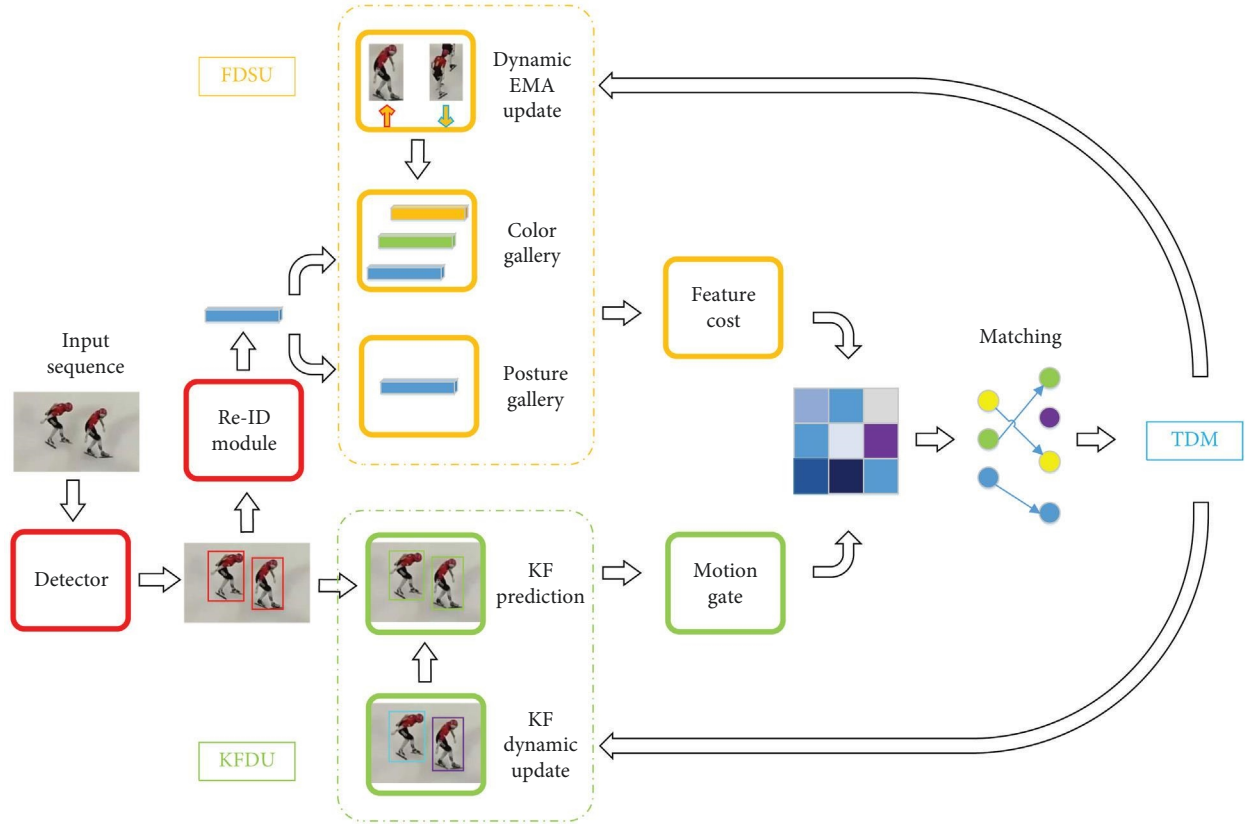 FDSU
Dynamic
EMA
update
Color
gallery
Posture
gallery
Input
sequence
Re-ID
module
Detector
Feature
cost
Matching
TDM
KF
prediction
Motion
gate
KF
dynamic
update
KFDU